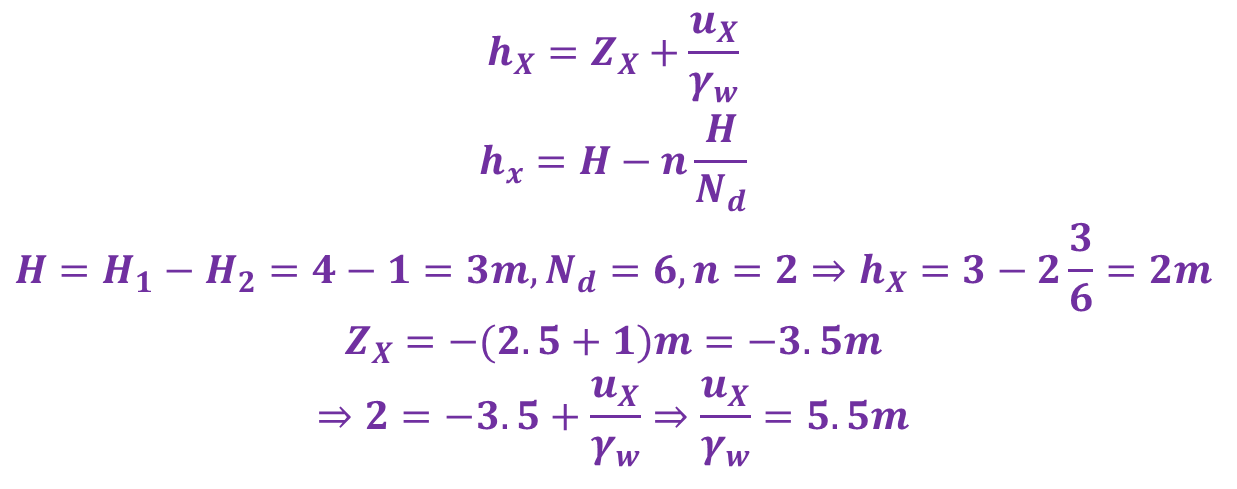 h_X = Z_X + u_X/γ_w
h_x = H − n H/N_d
H = H_1 − H_2 = 4 − 1 = 3m, N_d = 6, n = 2 ⇒ h_X = 3 − 2 3/6 = 2m
Z_X = −(2.5 + 1)m = −3.5m
⇒ 2 = −3.5 + u_X/γ_w ⇒ u_X/γ_w = 5.5m